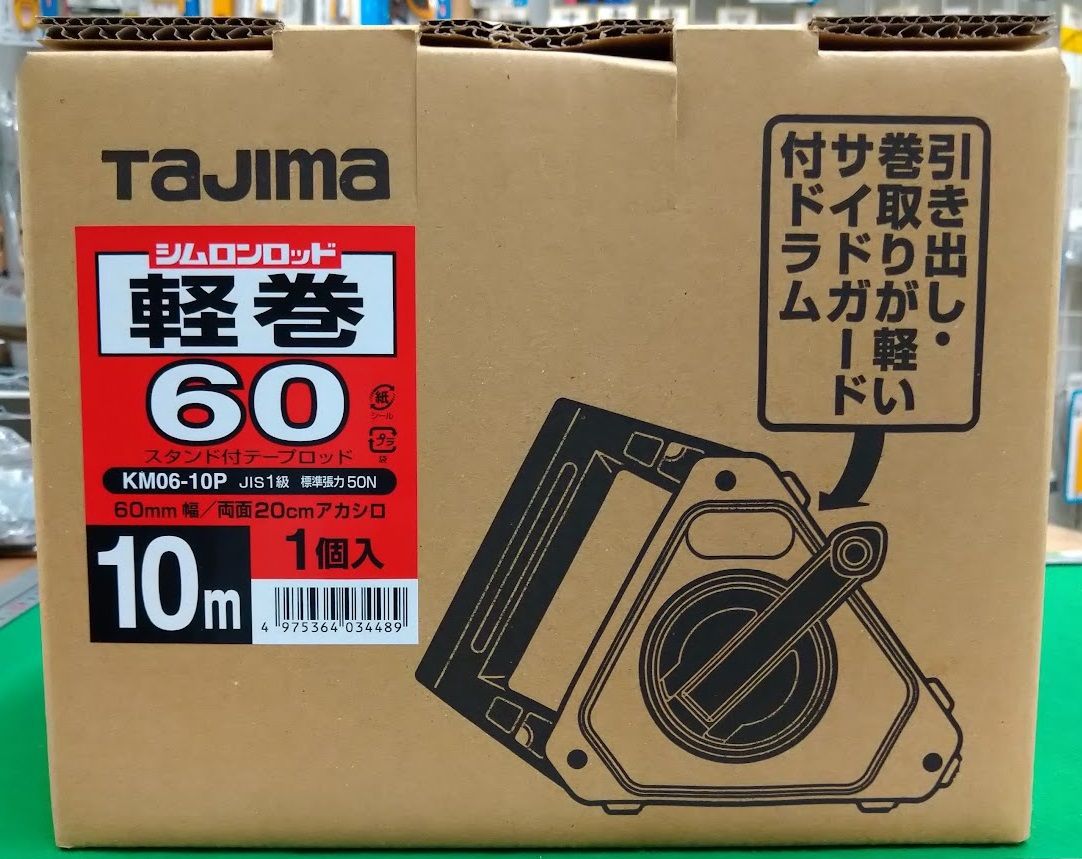 TaJima
シムロンロッド
軽巻
60
紙
シール
プラ
袋
スタンド付テープロッド
KM06-10P JIS1級 標準張力50N
60mm幅/両面20cmアカシロ
10m
1個入
4 975364 034489
引き出し・
巻取りが軽い
サイドガード
付ドラム